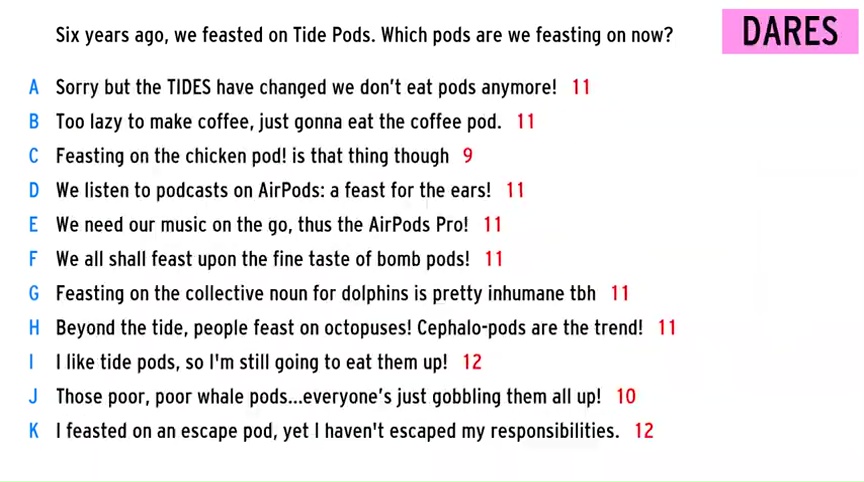 Six years ago, we feasted on Tide Pods. Which pods are we feasting on now?
DARES
A Sorry but the TIDES have changed we don't eat pods anymore! 11
B Too lazy to make coffee, just gonna eat the coffee pod. 11
C Feasting on the chicken pod! is that thing though 9
D We listen to podcasts on AirPods: a feast for the ears! 11
E We need our music on the go, thus the AirPods Pro! 11
F We all shall feast upon the fine taste of bomb pods! 11
G Feasting on the collective noun for dolphins is pretty inhumane tbh 11
H Beyond the tide, people feast on octopuses! Cephalo-pods are the trend! 11
I I like tide pods, so I'm still going to eat them up! 12
J Those poor, poor whale pods...everyone's just gobbling them all up! 10
K I feasted on an escape pod, yet I haven't escaped my responsibilities. 12